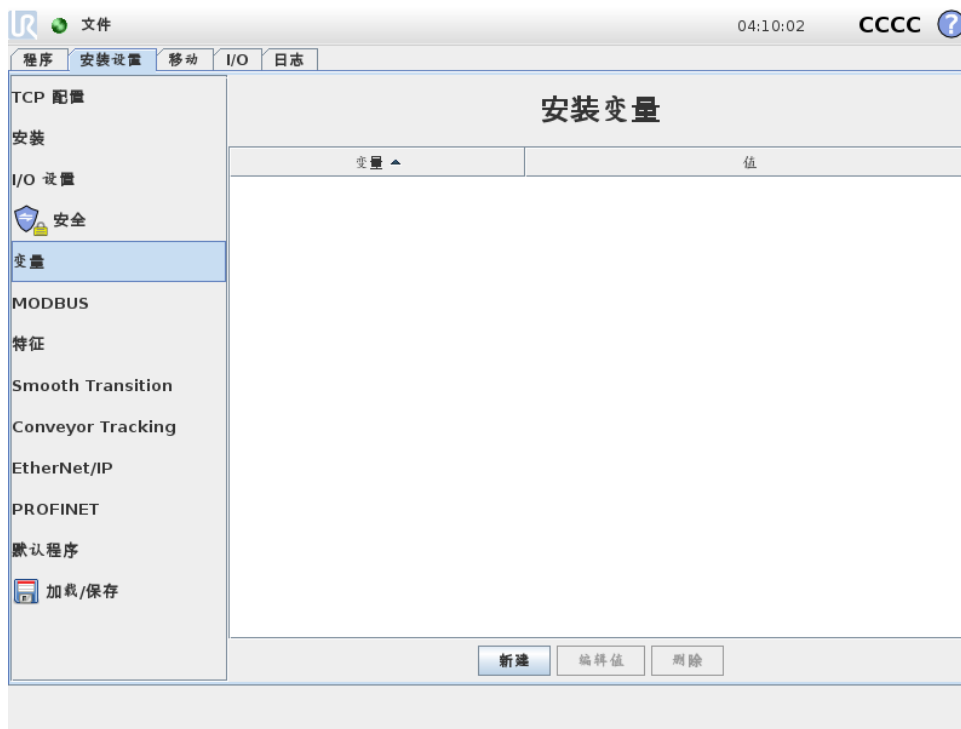 UR 文件 04:10:02 CCCC ?
程序 安装设置 移动 I/O 日志
TCP 配置
安装
I/O 设置
安全
变量
MODBUS
特征
Smooth Transition
Conveyor Tracking
EtherNet/IP
PROFINET
默认程序
加载/保存
安装变量
变量 值
新建 编辑值 删除